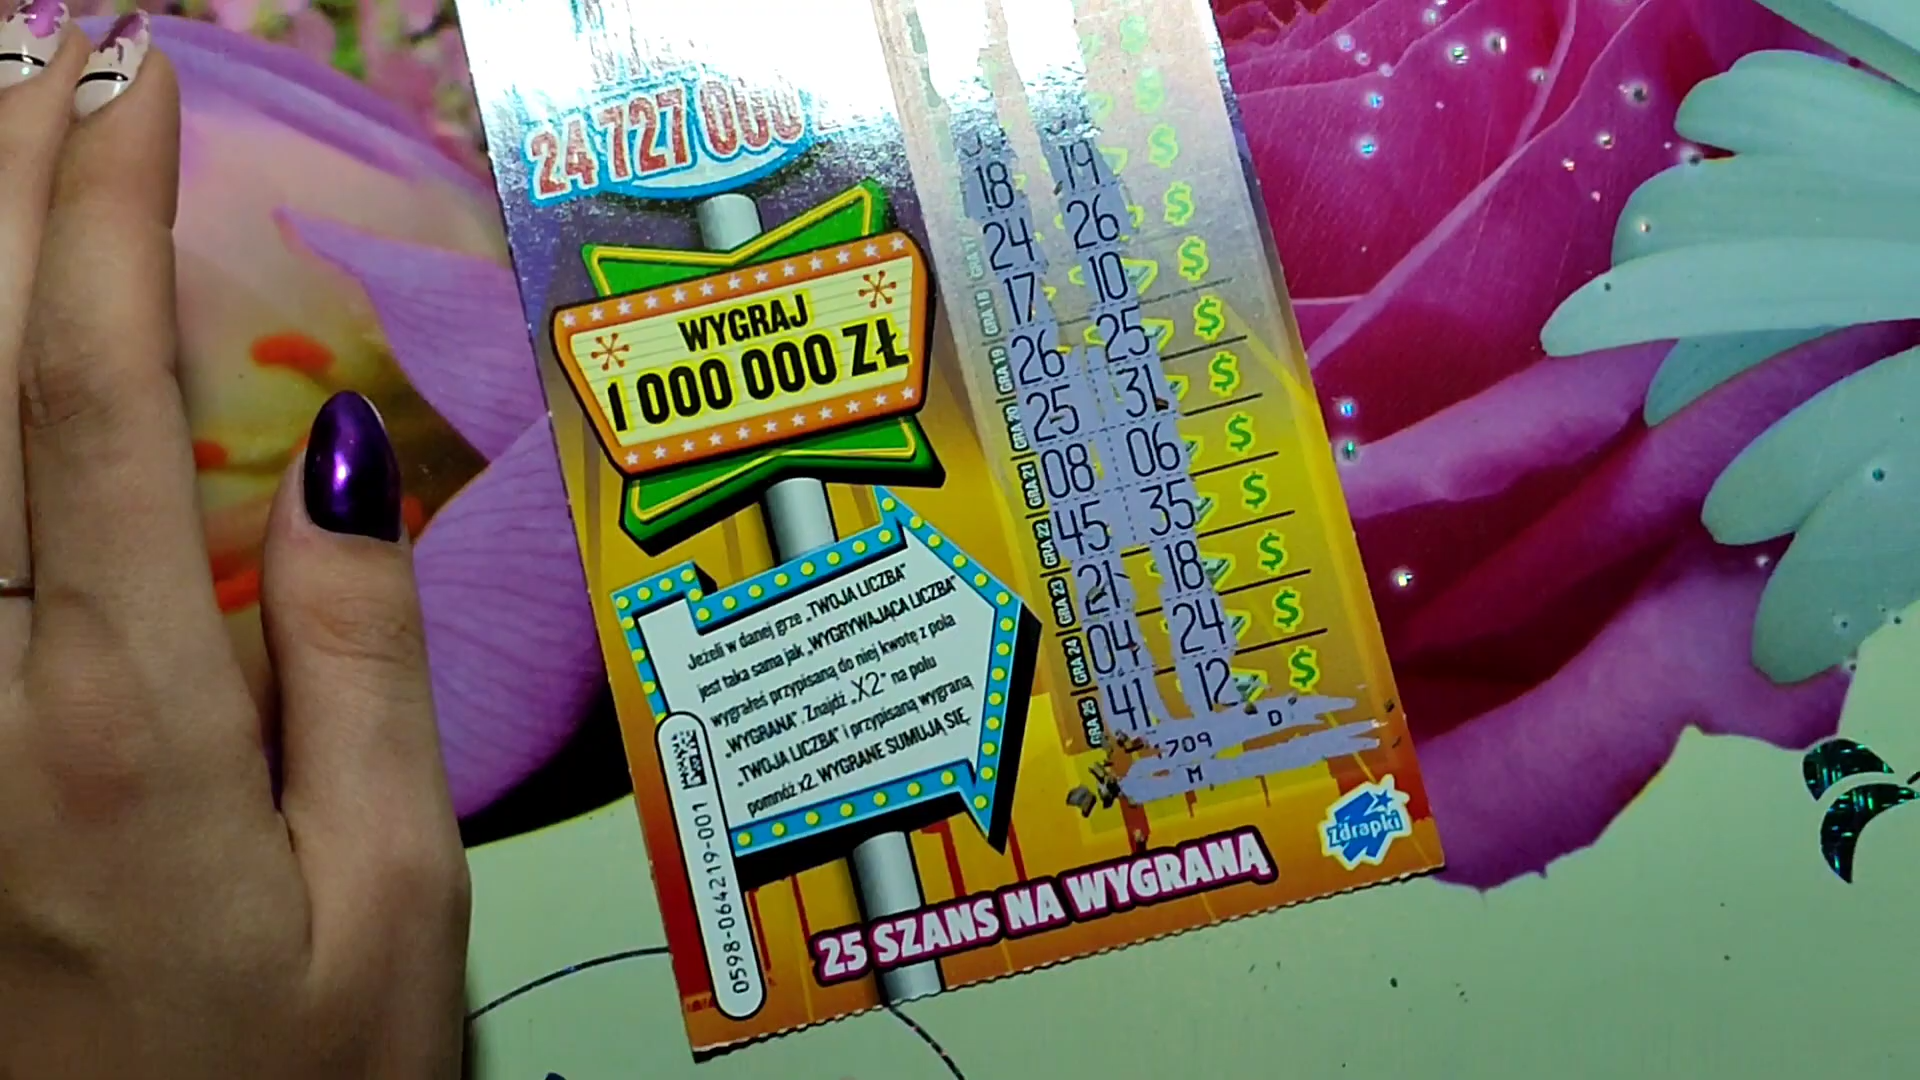 24 727 000
WYGRAJ
1 000 000 ZŁ
Jeżeli w danej grze „TWOJA LICZBA"
jest taka sama jak „WYGRYWAJĄCA LICZBA"
wygrałeś przypisaną do niej kwotę z pola
„WYGRANA". Znajdź „X2" na polu
„TWOJA LICZBA" i przypisaną wygraną
pomnóż x2. WYGRANE SUMUJĄ SIĘ.
0598-064219-001
18 19
GRA 17 24 26
GRA 18 17 10
GRA 19 26 25
GRA 20 25 31
GRA 21 08 06
GRA 22 45 35
GRA 23 21 18
GRA 24 04 24
GRA 25 41 12
D
709
M
Zdrapki
25 SZANS NA WYGRANĄ